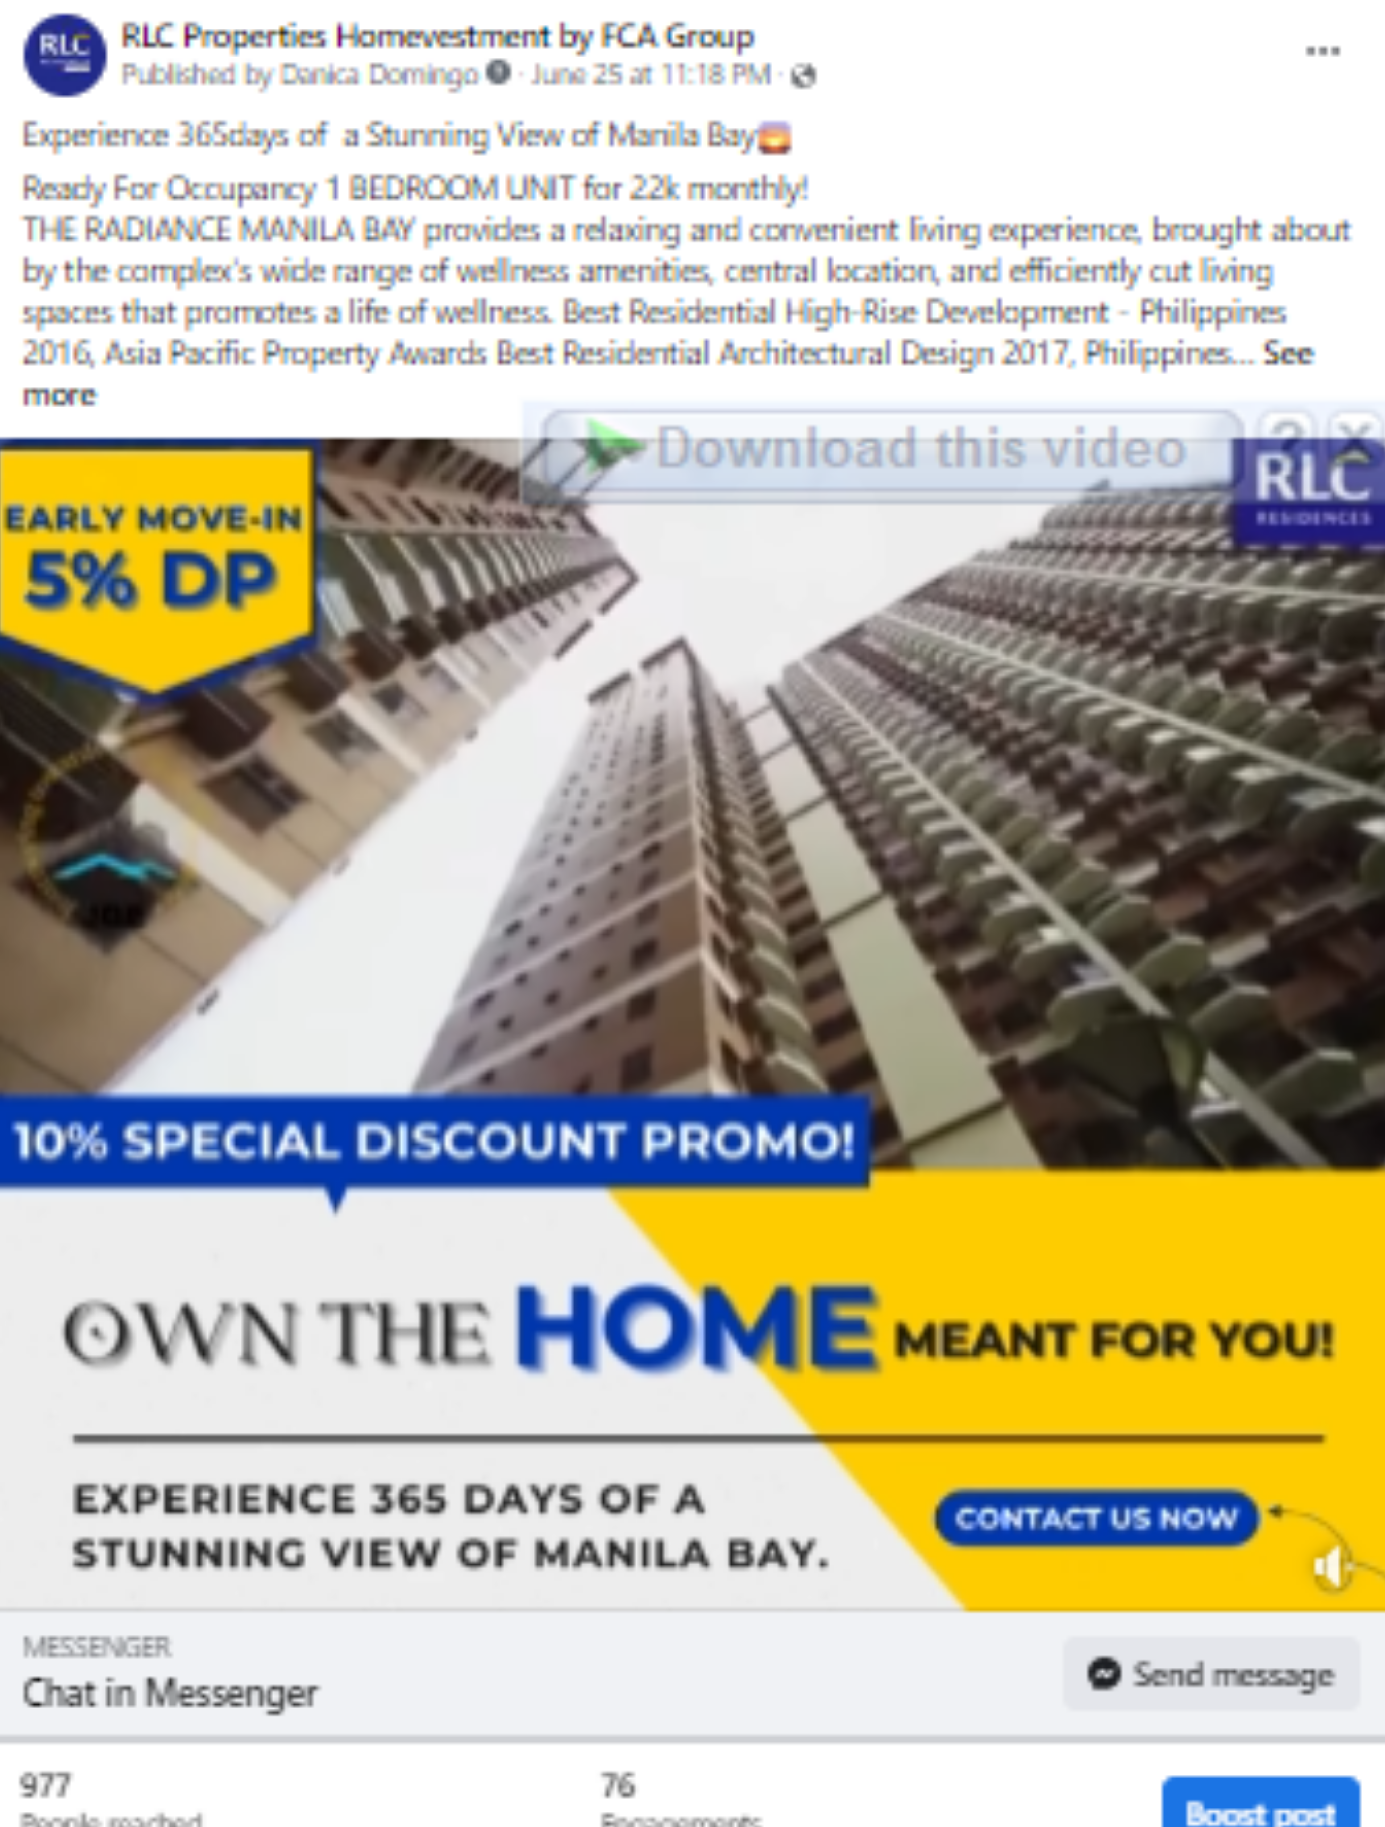 RLC
RLC Properties Homevestment by FCA Group
Published by Danica Domingo · June 25 at 11:18 PM ·
Experience 365days of a Stunning View of Manila Bay
Ready For Occupancy 1 BEDROOM UNIT for 22k monthly!
THE RADIANCE MANILA BAY provides a relaxing and convenient living experience, brought about
by the complex's wide range of wellness amenities, central location, and efficiently cut living
spaces that promotes a life of wellness. Best Residential High-Rise Development - Philippines
2016, Asia Pacific Property Awards Best Residential Architectural Design 2017, Philippines... See
more
Download this video ? X
EARLY MOVE-IN
5% DP
RLC
RESIDENCES
10% SPECIAL DISCOUNT PROMO!
OWN THE HOME MEANT FOR YOU!
EXPERIENCE 365 DAYS OF A
STUNNING VIEW OF MANILA BAY.
CONTACT US NOW
MESSENGER
Chat in Messenger
Send message
977
People reached
76
Engagements
Boost post